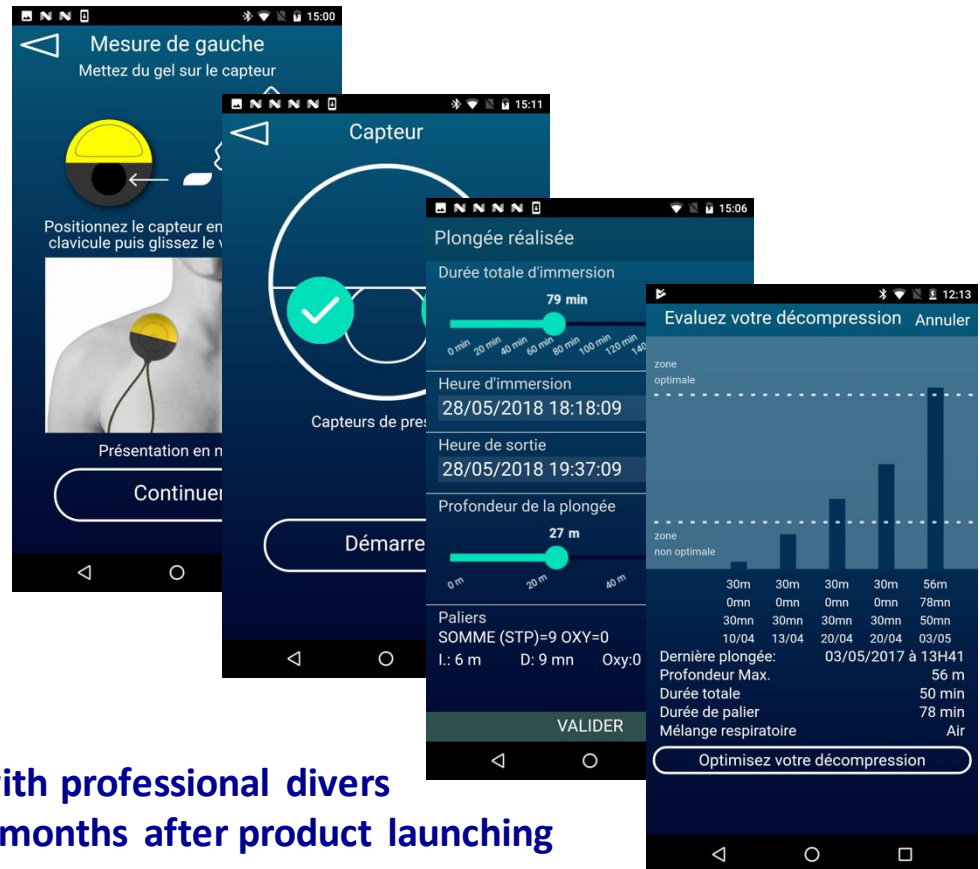 15:00
Mesure de gauche
Mettez du gel sur le capteur
Positionnez le capteur en
clavicule puis glissez le
Présentation en
Continuer
15:11
Capteur
Capteurs de
Démarre
15:06
Plongée réalisée
Durée totale d'immersion
79 min
0 min 20 min 40 min 60 min 80 min 100 min 120 min 140
Heure d'immersion
28/05/2018 18:18:09
Heure de sortie
28/05/2018 19:37:09
Profondeur de la plongée
27 m
0 m 20 m 40 m
Paliers
SOMME (STP)=9 OXY=0
I.: 6 m D: 9 mn Oxy:0
VALIDER
12:13
Evaluez votre décompression Annuler
zone
optimale
zone
non optimale
30m 30m 30m 30m 56m
0mn 0mn 0mn 0mn 78mn
30mn 30mn 30mn 30mn 50mn
10/04 13/04 20/04 20/04 03/05
Dernière plongée: 03/05/2017 à 13H41
Profondeur Max. 56 m
Durée totale 50 min
Durée de palier 78 min
Mélange respiratoire Air
Optimisez votre décompression
with professional divers
months after product launching